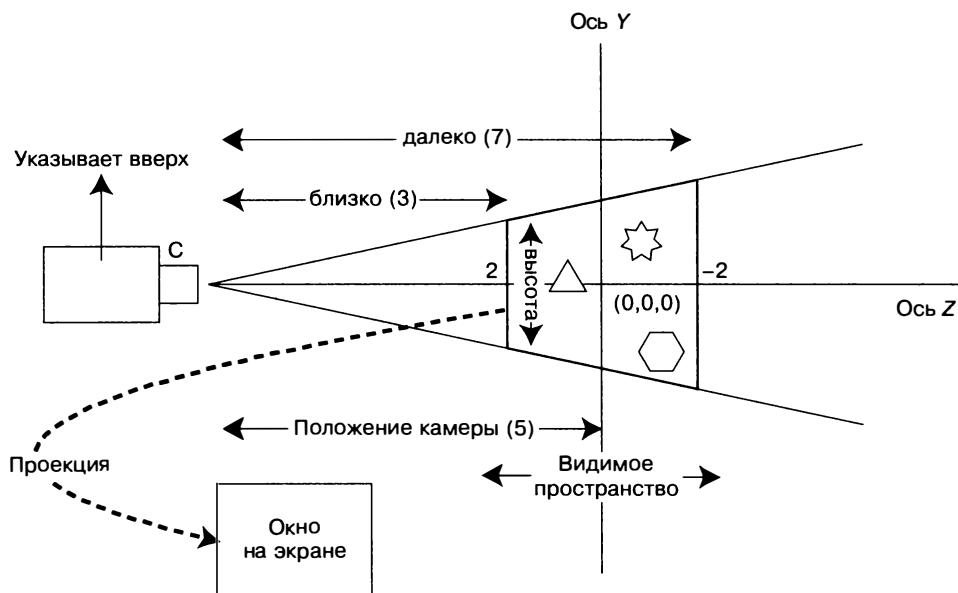 Ось Y
далеко (7)
Указывает вверх
близко (3)
C
2
высота
–2
(0,0,0)
Ось Z
Положение камеры (5)
Проекция
Видимое
пространство
Окно
на экране